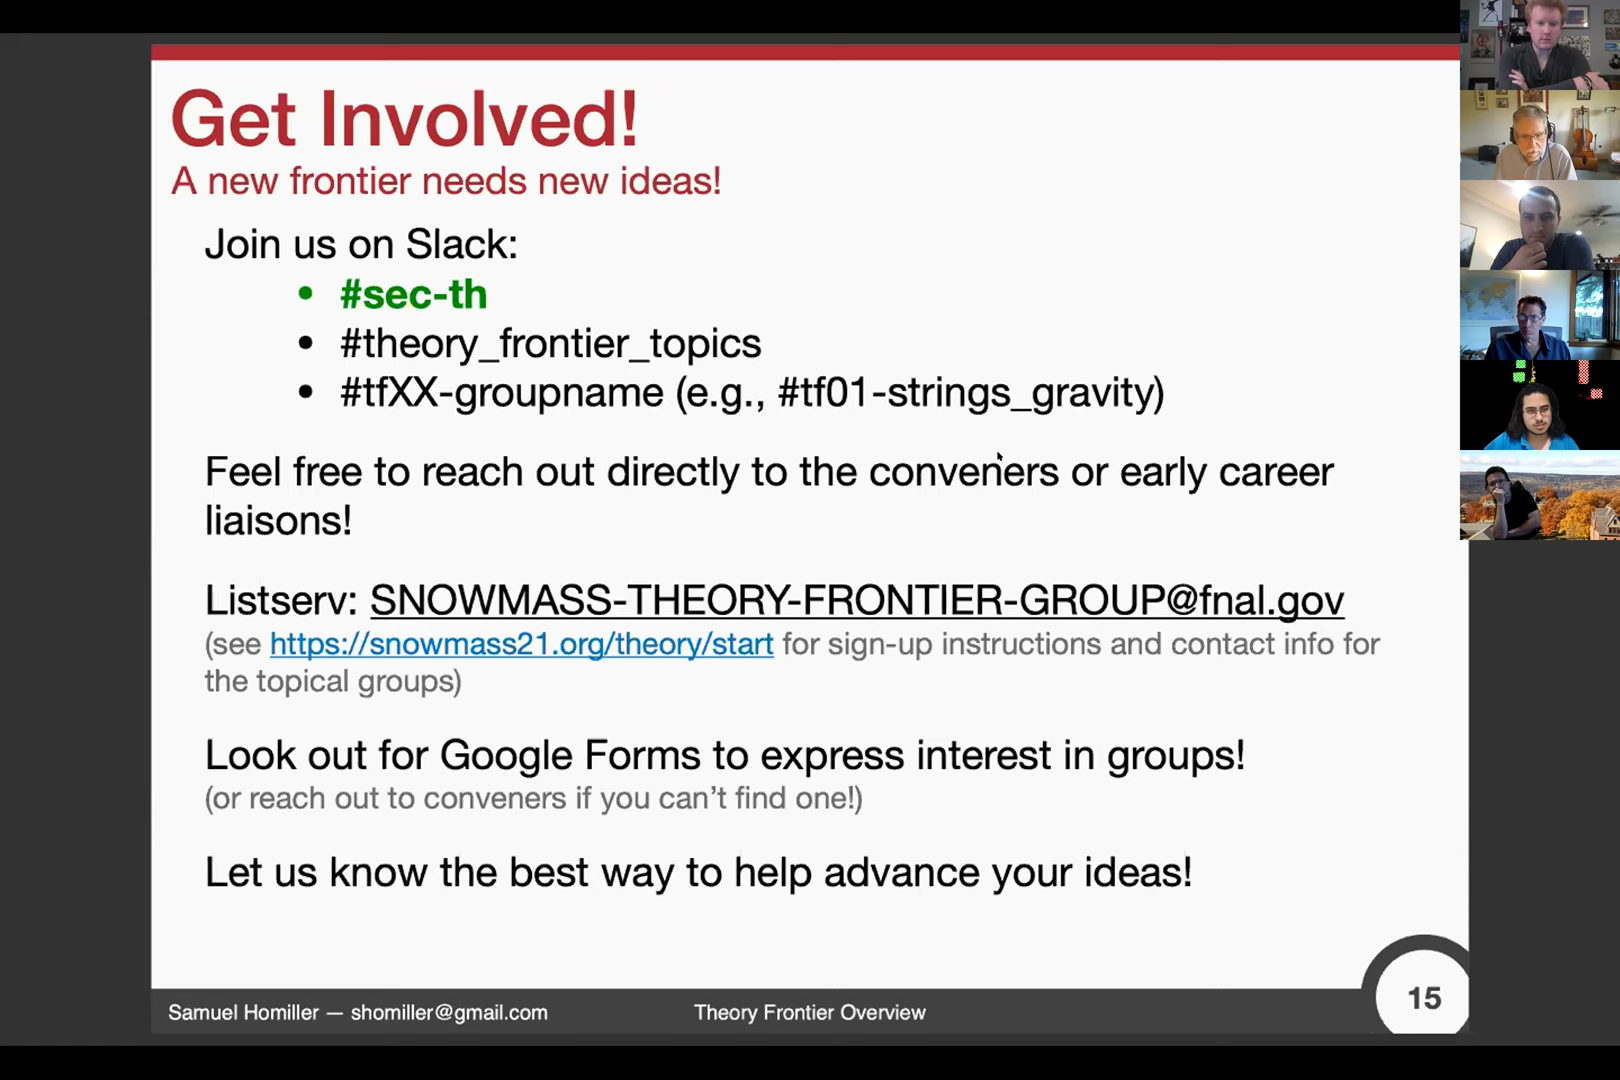 Get Involved!
A new frontier needs new ideas!
Join us on Slack:
• #sec-th
• #theory_frontier_topics
• #tfXX-groupname (e.g., #tf01-strings_gravity)
Feel free to reach out directly to the conveners or early career
liaisons!
Listserv: SNOWMASS-THEORY-FRONTIER-GROUP@fnal.gov
(see https://snowmass21.org/theory/start for sign-up instructions and contact info for
the topical groups)
Look out for Google Forms to express interest in groups!
(or reach out to conveners if you can’t find one!)
Let us know the best way to help advance your ideas!
Samuel Homiller — shomiller@gmail.com
Theory Frontier Overview
15